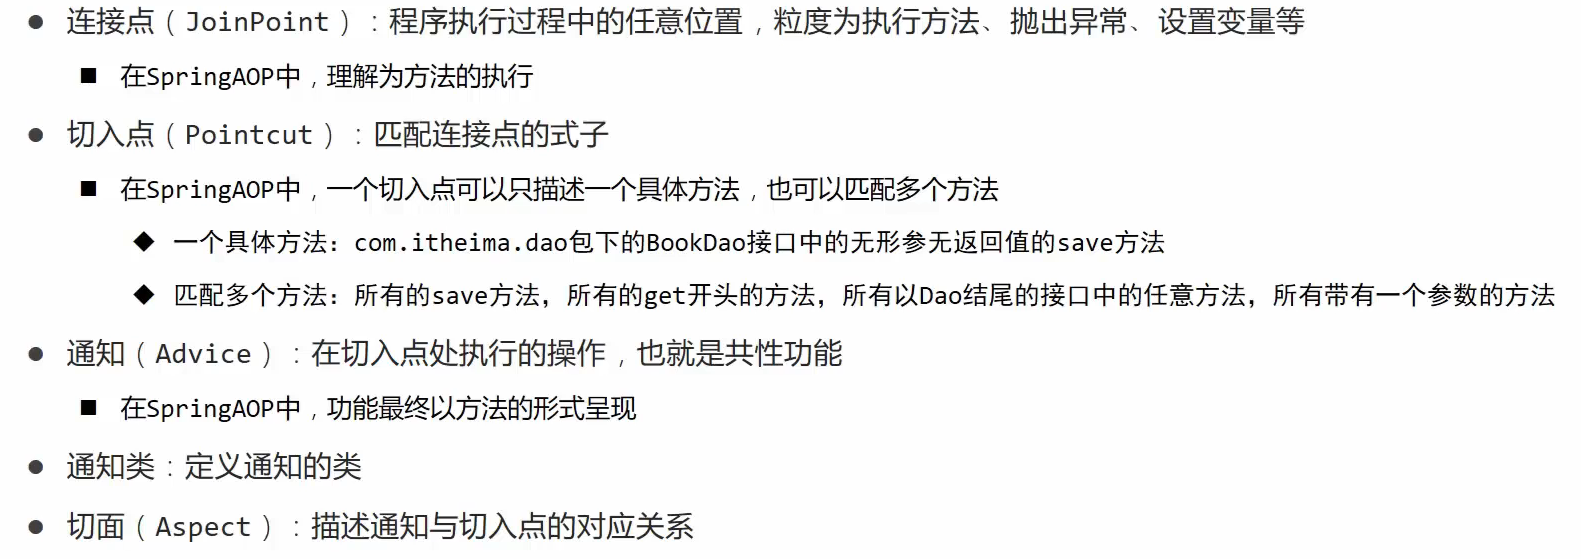 ● 连接点（JoinPoint）：程序执行过程中的任意位置，粒度为执行方法、抛出异常、设置变量等
■ 在SpringAOP中，理解为方法的执行
● 切入点（Pointcut）：匹配连接点的式子
■ 在SpringAOP中，一个切入点可以只描述一个具体方法，也可以匹配多个方法
◆ 一个具体方法：com.itheima.dao包下的BookDao接口中的无形参无返回值的save方法
◆ 匹配多个方法：所有的save方法，所有的get开头的方法，所有以Dao结尾的接口中的任意方法，所有带有一个参数的方法
● 通知（Advice）：在切入点处执行的操作，也就是共性功能
■ 在SpringAOP中，功能最终以方法的形式呈现
● 通知类：定义通知的类
● 切面（Aspect）：描述通知与切入点的对应关系